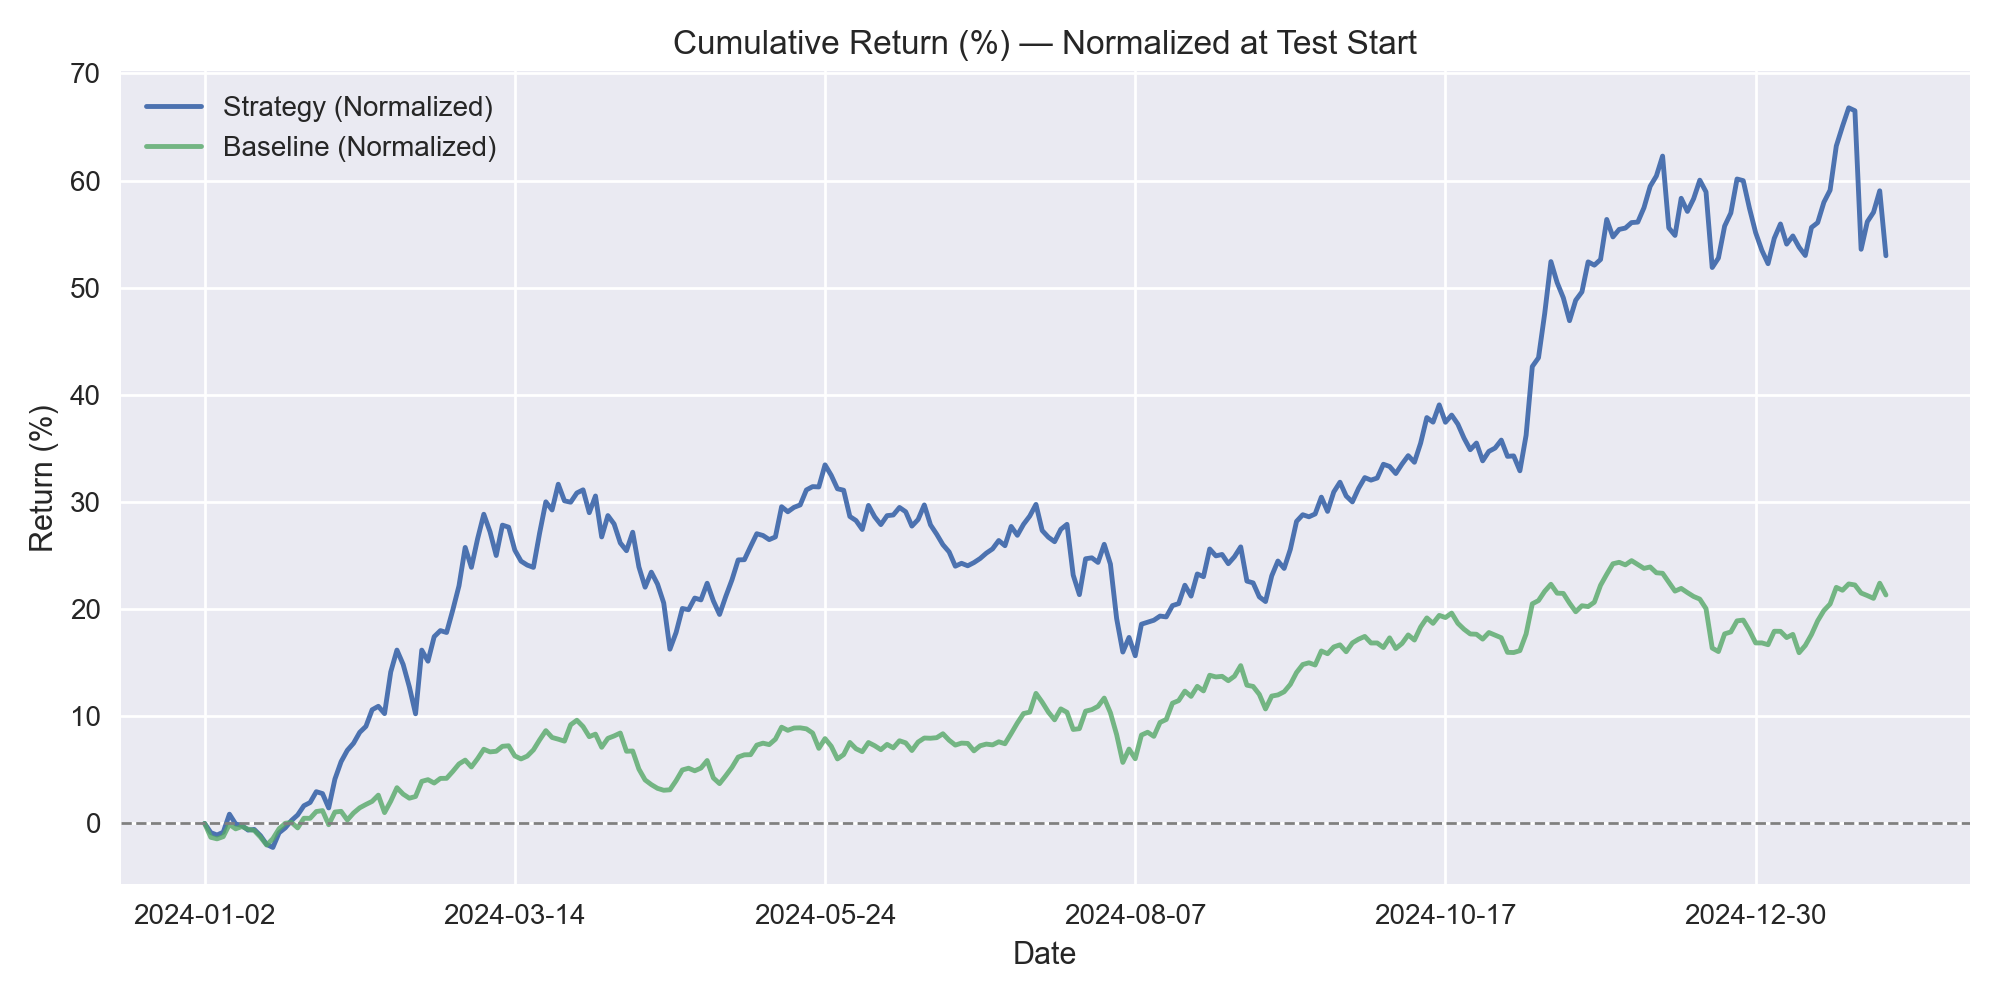 Cumulative Return (%) — Normalized at Test Start
Strategy (Normalized)
Baseline (Normalized)
Return (%)
70
60
50
40
30
20
10
0
2024-01-02
2024-03-14
2024-05-24
2024-08-07
2024-10-17
2024-12-30
Date